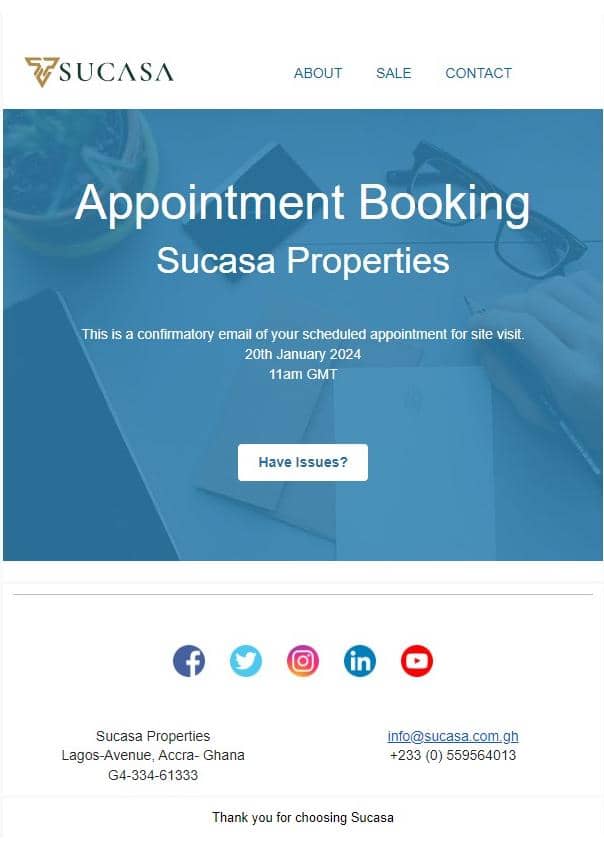 SUCASA
ABOUT SALE CONTACT
Appointment Booking
Sucasa Properties
This is a confirmatory email of your scheduled appointment for site visit.
20th January 2024
11am GMT
Have Issues?
Sucasa Properties
Lagos-Avenue, Accra- Ghana
G4-334-61333
info@sucasa.com.gh
+233 (0) 559564013
Thank you for choosing Sucasa